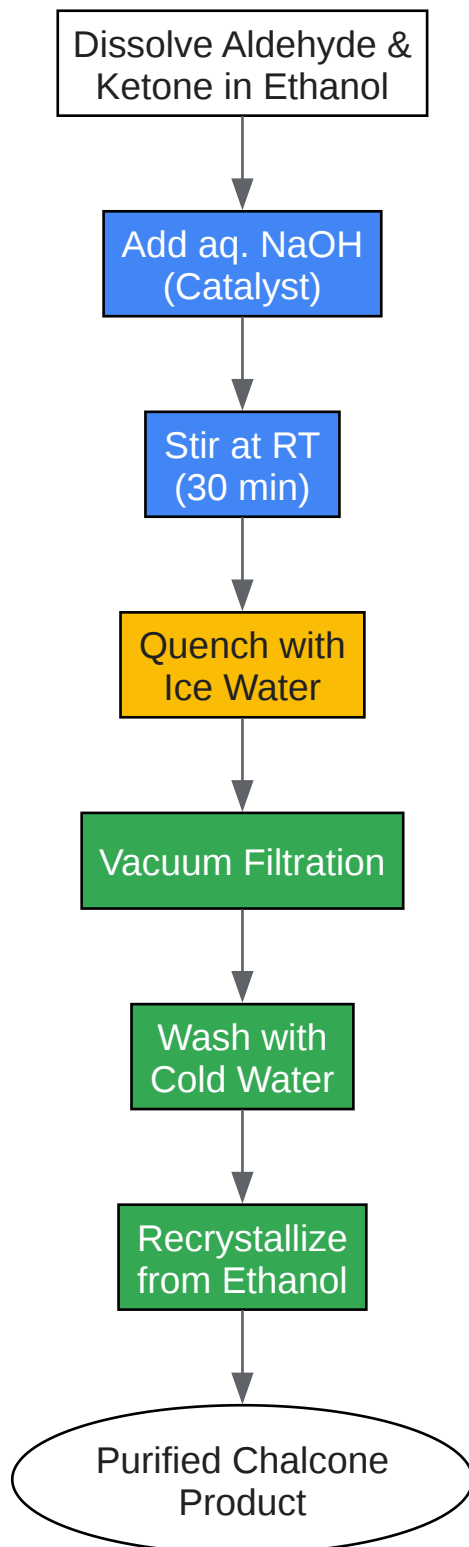 Dissolve Aldehyde &
Ketone in Ethanol
Add aq. NaOH
(Catalyst)
Stir at RT
(30 min)
Quench with
Ice Water
Vacuum Filtration
Wash with
Cold Water
Recrystallize
from Ethanol
Purified Chalcone
Product